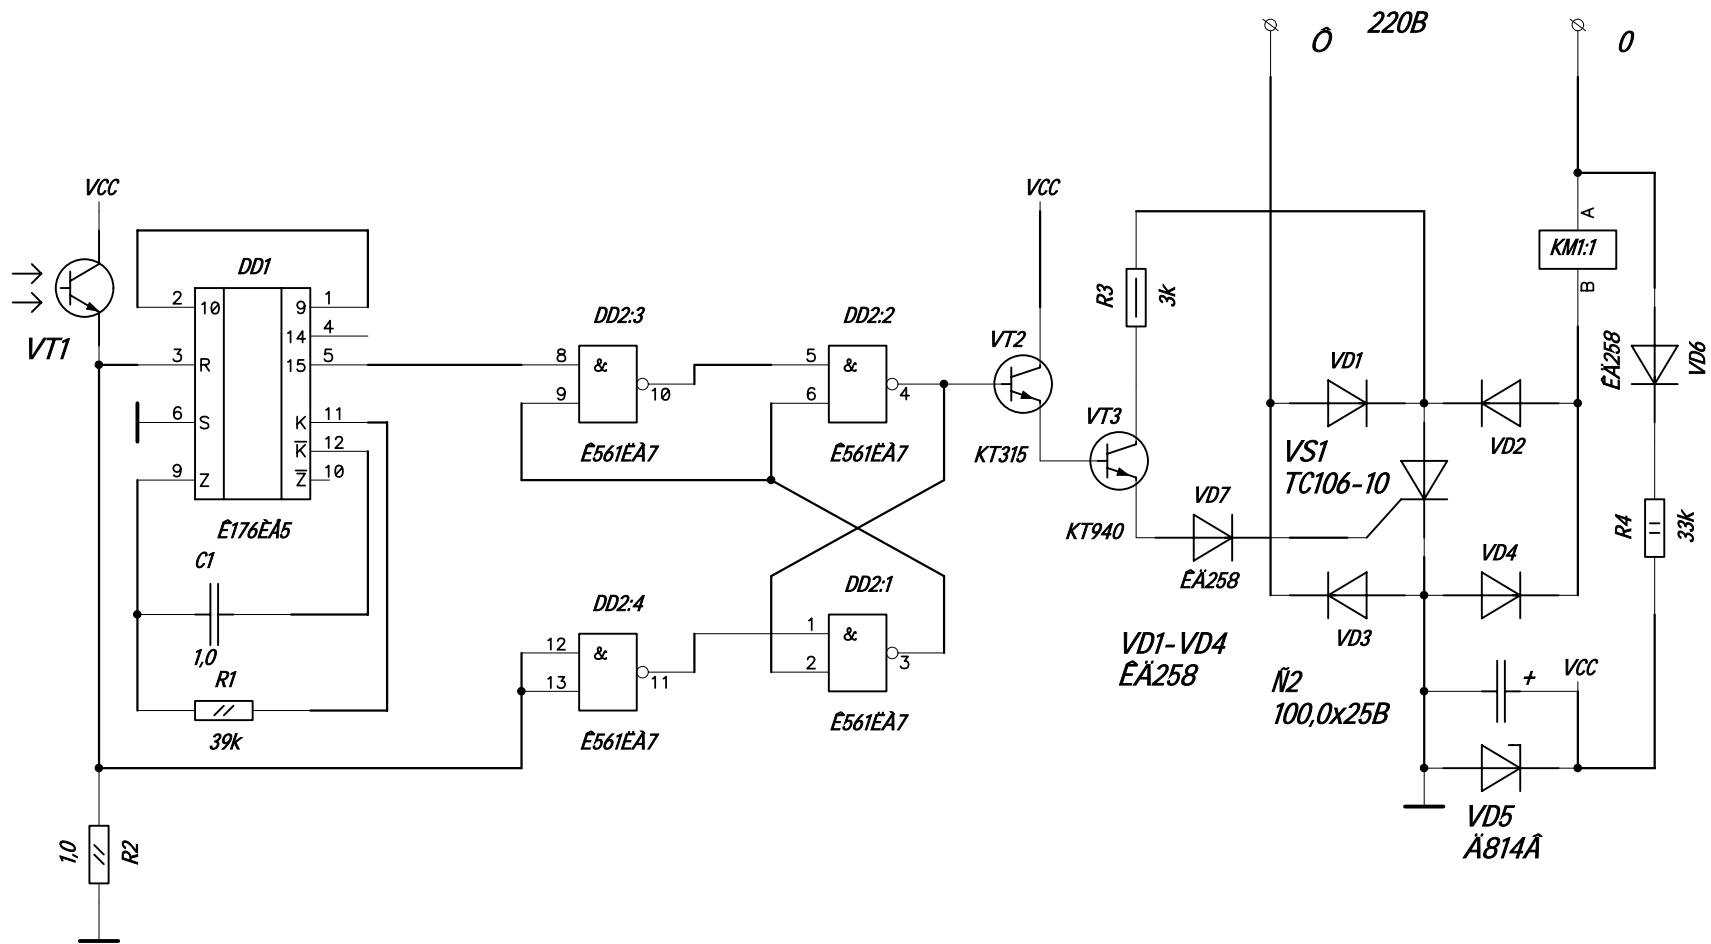 220В
Ô
0
VCC
VCC
A
KM1:1
B
DD1
2
10
9
1
14
4
3
R
15
5
6
S
K
11
K
12
9
Z
Z
10
VT1
Ê176ÈÅ5
C1
1,0
R1
39k
1,0
R2
DD2:3
8
&
9
10
Ê561ËÀ7
DD2:2
5
&
6
4
Ê561ËÀ7
DD2:4
12
&
13
11
Ê561ËÀ7
DD2:1
1
&
2
3
Ê561ËÀ7
VT2
KT315
R3
3k
VT3
KT940
VD7
ÊÄ258
VD1
VD2
VS1
TC106-10
VD3
VD4
VD1-VD4
ÊÄ258
ÊÄ258
VD6
R4
33k
Ñ2
100,0x25В
+
VCC
VD5
Ä814Â